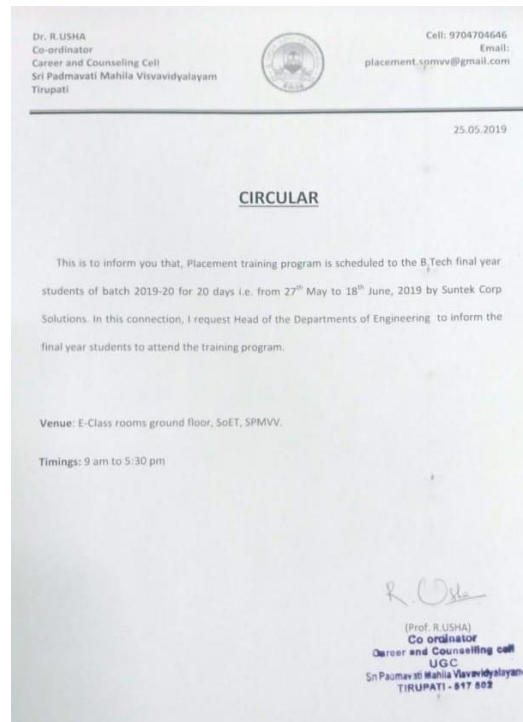 Dr. R.USHA
Co-ordinator
Career and Counseling Cell
Sri Padmavati Mahila Visvavidyalayam
Tirupati
Cell: 9704704646
Email:
placement.spmvv@gmail.com
25.05.2019
CIRCULAR
This is to inform you that, Placement training program is scheduled to the B.Tech final year
students of batch 2019-20 for 20 days i.e. from 27th May to 18th June, 2019 by Suntek Corp
Solutions. In this connection, I request Head of the Departments of Engineering to inform the
final year students to attend the training program.
Venue: E-Class rooms ground floor, SoET, SPMVV.
Timings: 9 am to 5:30 pm
R. Usha
(Prof. R.USHA)
Co ordinator
Career and Counselling cell
UGC
Sri Padmavati Mahila Visvavidyalayam
TIRUPATI - 517 502